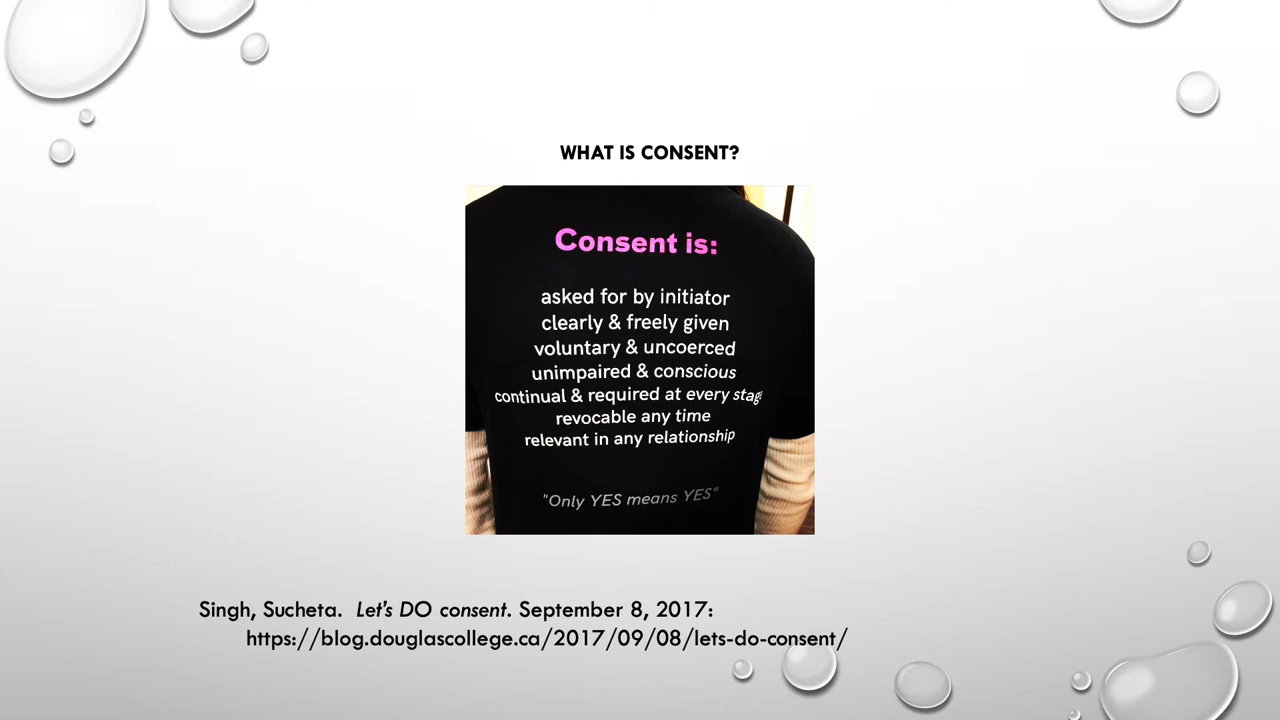 WHAT IS CONSENT?
Consent is:
asked for by initiator
clearly & freely given
voluntary & uncoerced
unimpaired & conscious
continual & required at every stage
revocable any time
relevant in any relationship
"Only YES means YES"
Singh, Sucheta. Let's DO consent. September 8, 2017:
https://blog.douglascollege.ca/2017/09/08/lets-do-consent/